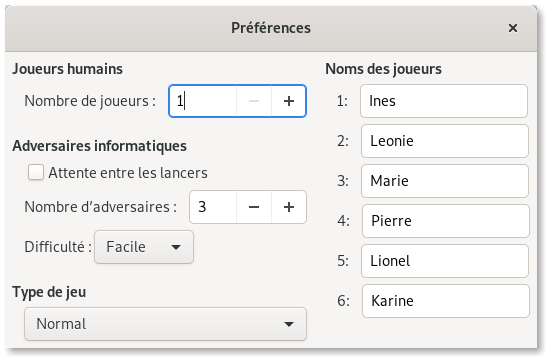 Préférences
Joueurs humains
Nombre de joueurs : 1
Adversaires informatiques
Attente entre les lancers
Nombre d’adversaires : 3
Difficulté : Facile
Type de jeu
Normal
Noms des joueurs
1: Ines
2: Leonie
3: Marie
4: Pierre
5: Lionel
6: Karine